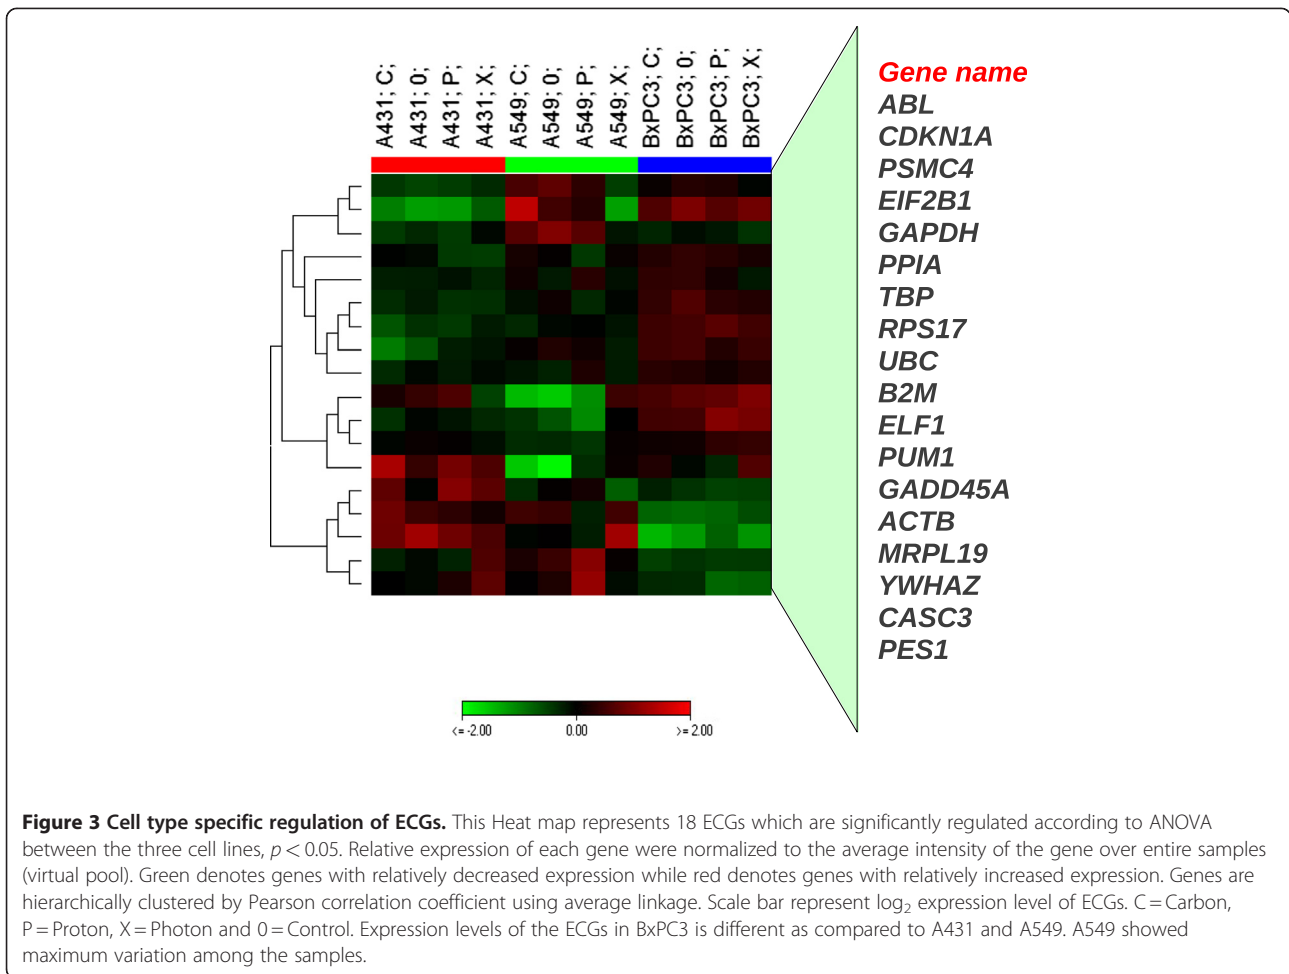 A431; C;
A431; 0;
A431; P;
A431; X;
A549; C;
A549; 0;
A549; P;
A549; X;
BxPC3; C;
BxPC3; 0;
BxPC3; P;
BxPC3; X;
Gene name
ABL
CDKN1A
PSMC4
EIF2B1
GAPDH
PPIA
TBP
RPS17
UBC
B2M
ELF1
PUM1
GADD45A
ACTB
MRPL19
YWHAZ
CASC3
PES1
<= -2.00 0.00 >= 2.00
Figure 3 Cell type specific regulation of ECGs. This Heat map represents 18 ECGs which are significantly regulated according to ANOVA
between the three cell lines, p < 0.05. Relative expression of each gene were normalized to the average intensity of the gene over entire samples
(virtual pool). Green denotes genes with relatively decreased expression while red denotes genes with relatively increased expression. Genes are
hierarchically clustered by Pearson correlation coefficient using average linkage. Scale bar represent log2 expression level of ECGs. C = Carbon,
P = Proton, X = Photon and 0 = Control. Expression levels of the ECGs in BxPC3 is different as compared to A431 and A549. A549 showed
maximum variation among the samples.